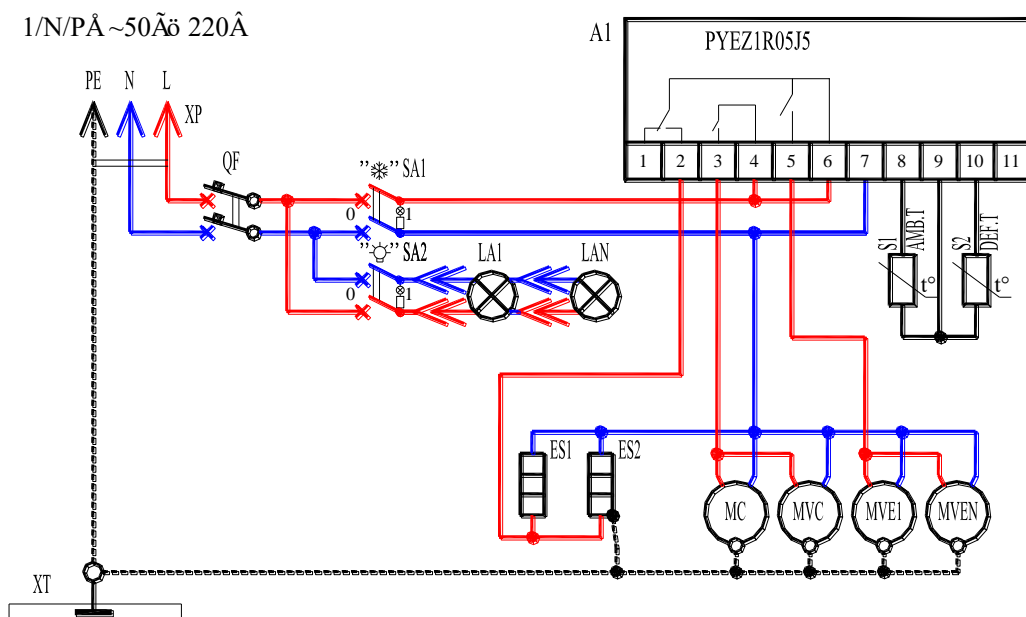 1/N/PÅ ~50Ãö 220Â
A1
PYEZ1R05J5
PE N L
XP
QF
1 2 3 4 5 6 7 8 9 10 11
"❄" SA1
0 1
"" SA2
0 1
LA1 LAN
S1 AMB.T
t°
S2 DEF.T
t°
ES1 ES2
MC MVC MVE1 MVEN
XT